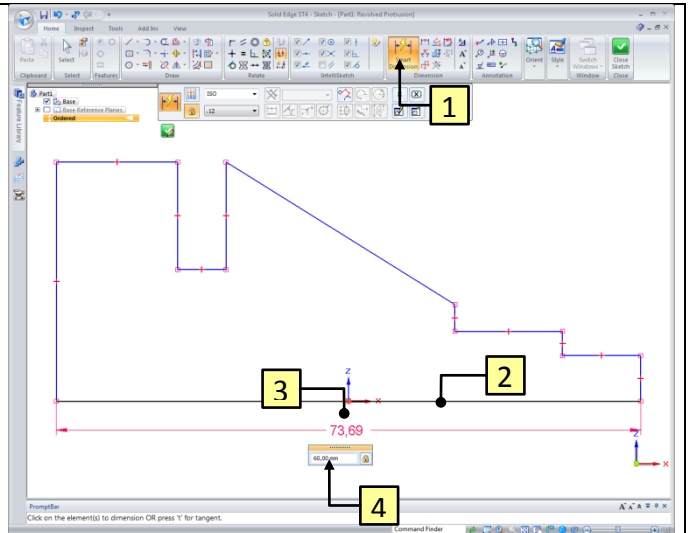 Solid Edge ST4 - Sketch - [Part1: Revolved Protrusion]
Home Inspect Tools Add Ins View
Paste Select Smart Dimension Orient Style Switch Windows Close Sketch
Clipboard Select Features Draw Relate IntelliSketch Dimension Annotation Window Close
Feature Library
Part1
Base
Base Reference Planes
Ordered
ISO
.12
1
2
3
4
Z
X
73,69
60,00 mm
Z
X
PromptBar
Click on the element(s) to dimension OR press 't' for tangent.
Command Finder